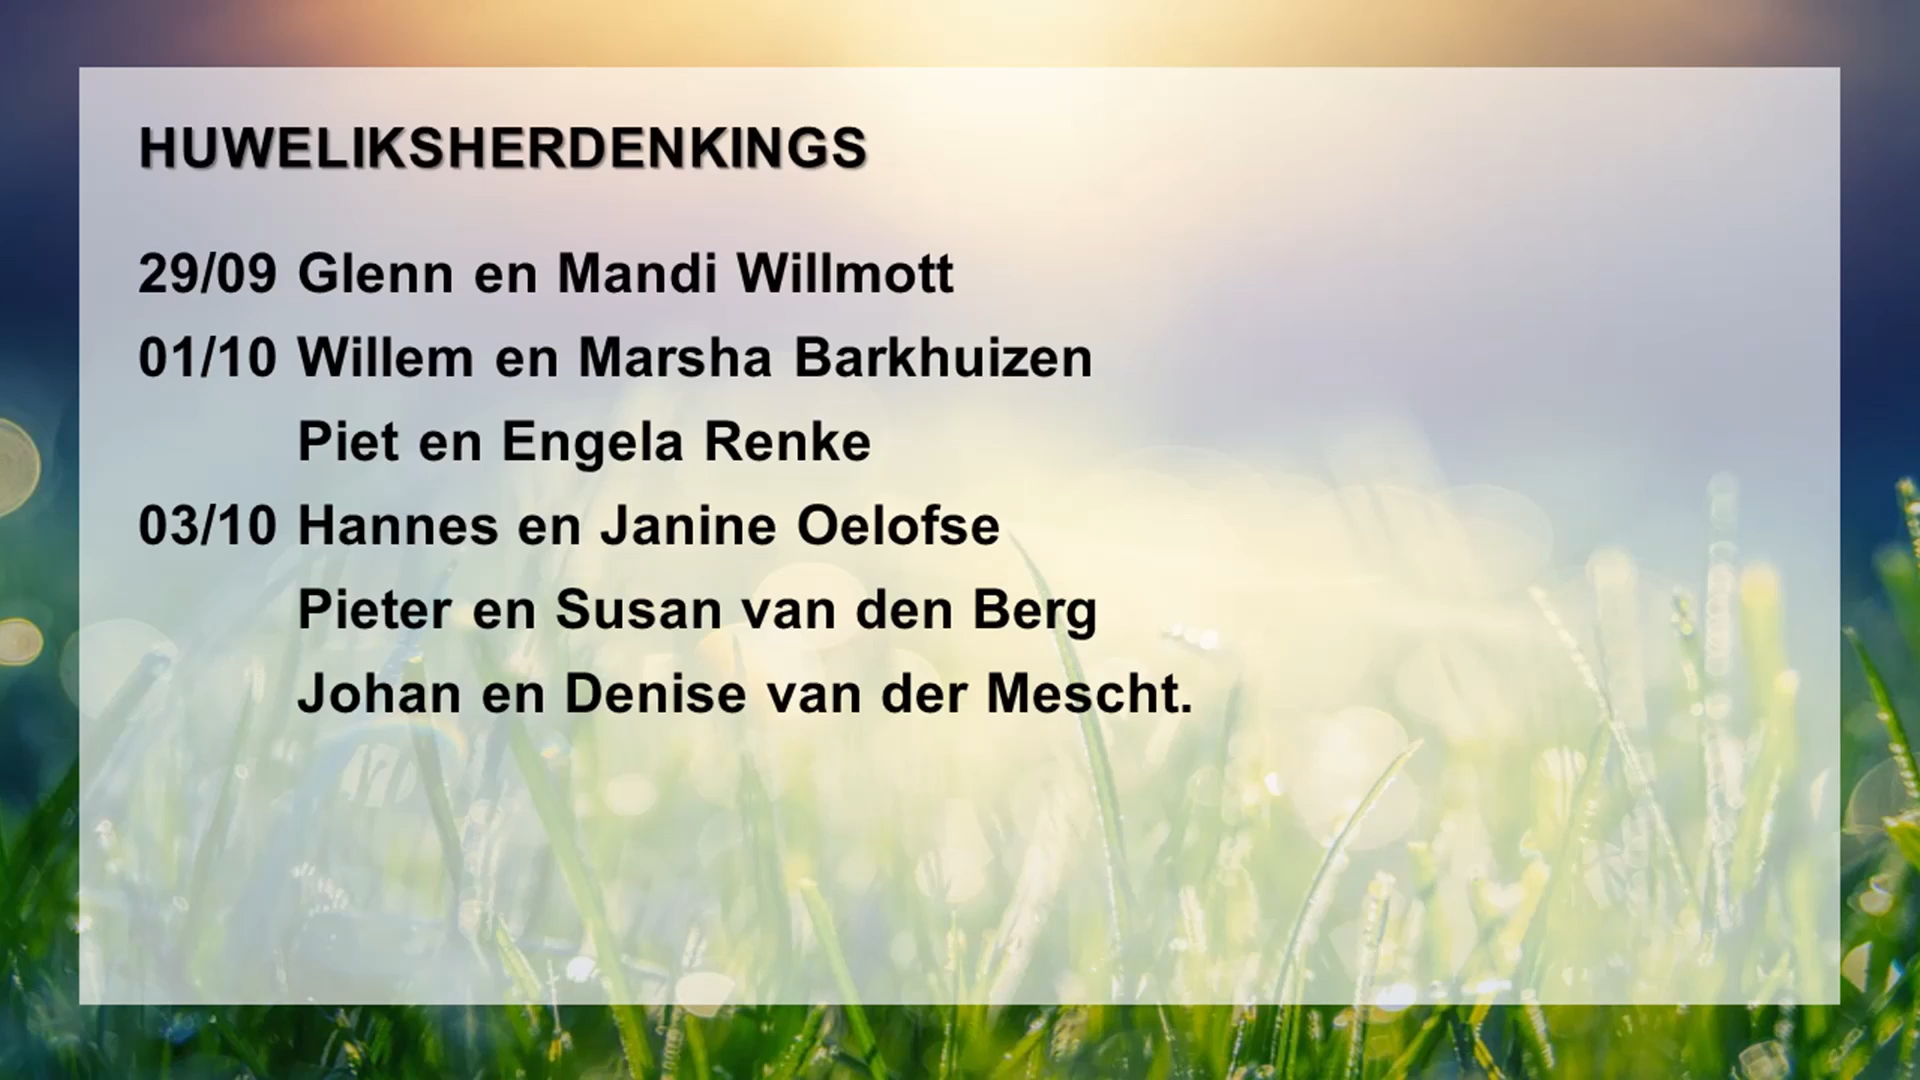 HUWELIKSHERDENKINGS
29/09 Glenn en Mandi Willmott
01/10 Willem en Marsha Barkhuizen
Piet en Engela Renke
03/10 Hannes en Janine Oelofse
Pieter en Susan van den Berg
Johan en Denise van der Mescht.